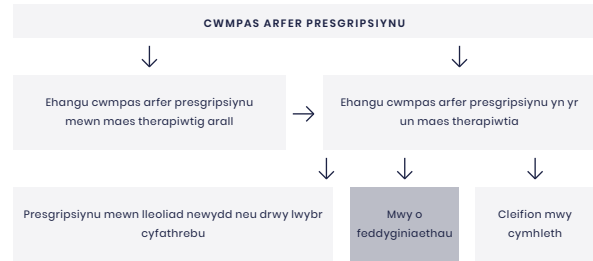 CWMPAS ARFER PRESGRIPSIYNU
Ehangu cwmpas arfer presgripsiynu
mewn maes therapiwtig arall
Ehangu cwmpas arfer presgripsiynu yn yr
un maes therapiwtia
Presgripsiynu mewn lleoliad newydd neu drwy lwybr
cyfathrebu
Mwy o
feddyginiaethau
Cleifion mwy
cymhleth